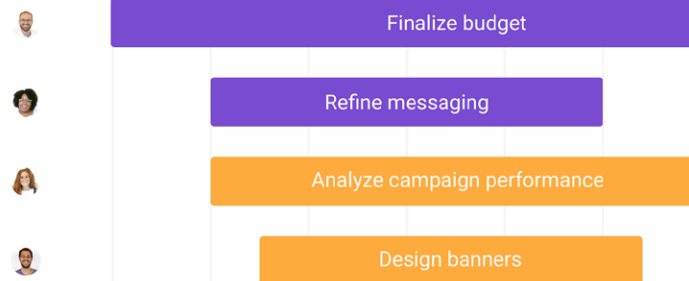 Finalize budget
Refine messaging
Analyze campaign performance
Design banners